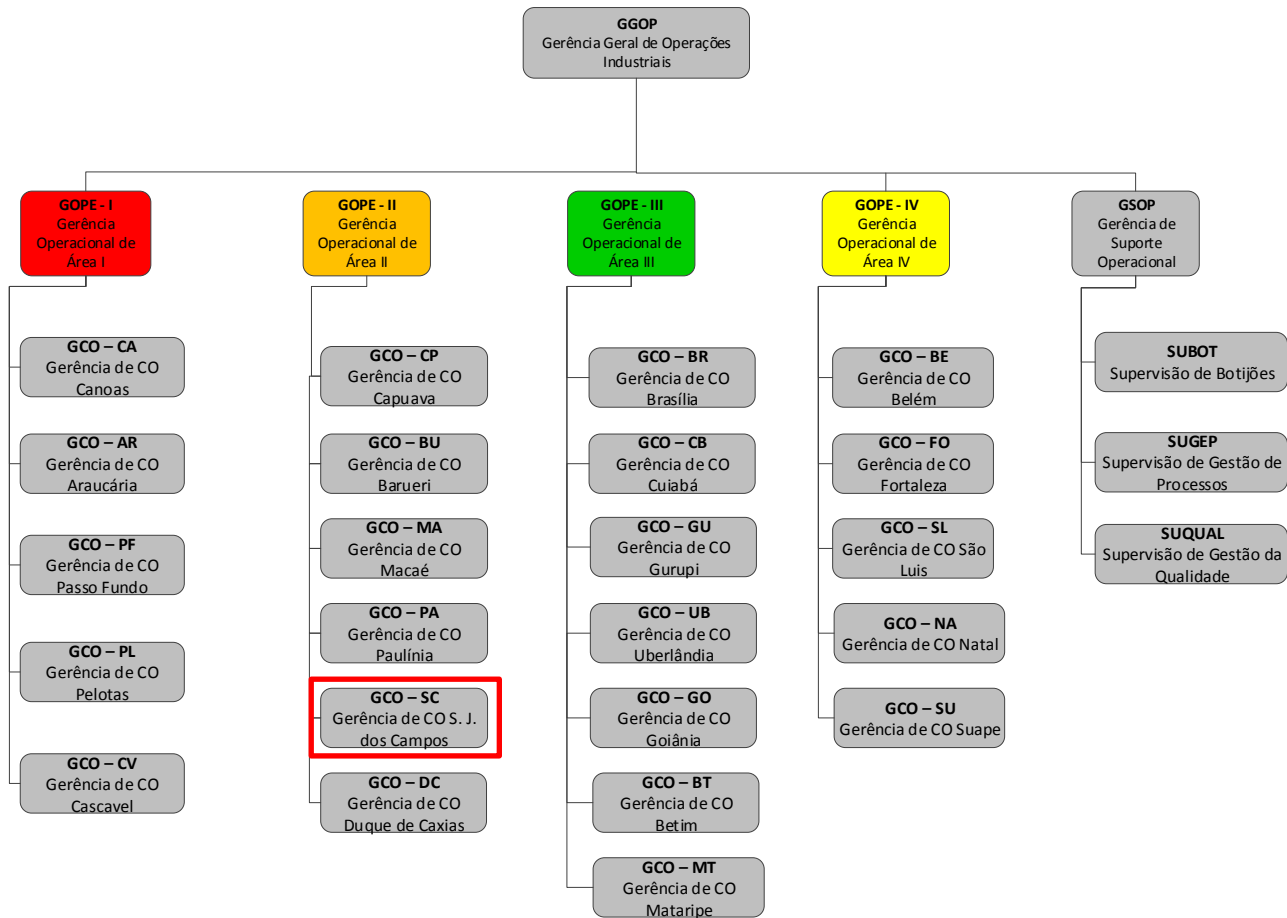 GGOP
Gerência Geral de Operações
Industriais
GOPE - I
Gerência
Operacional de
Área I
GOPE - II
Gerência
Operacional de
Área II
GOPE - III
Gerência
Operacional de
Área III
GOPE - IV
Gerência
Operacional de
Área IV
GSOP
Gerência de
Suporte
Operacional
GCO – CA
Gerência de CO
Canoas
GCO – AR
Gerência de CO
Araucária
GCO – PF
Gerência de CO
Passo Fundo
GCO – PL
Gerência de CO
Pelotas
GCO – CV
Gerência de CO
Cascavel
GCO – CP
Gerência de CO
Capuava
GCO – BU
Gerência de CO
Barueri
GCO – MA
Gerência de CO
Macaé
GCO – PA
Gerência de CO
Paulínia
GCO – SC
Gerência de CO S. J.
dos Campos
GCO – DC
Gerência de CO
Duque de Caxias
GCO – BR
Gerência de CO
Brasília
GCO – CB
Gerência de CO
Cuiabá
GCO – GU
Gerência de CO
Gurupi
GCO – UB
Gerência de CO
Uberlândia
GCO – GO
Gerência de CO
Goiânia
GCO – BT
Gerência de CO
Betim
GCO – MT
Gerência de CO
Mataripe
GCO – BE
Gerência de CO
Belém
GCO – FO
Gerência de CO
Fortaleza
GCO – SL
Gerência de CO São
Luis
GCO – NA
Gerência de CO Natal
GCO – SU
Gerência de CO Suape
SUBOT
Supervisão de Botijões
SUGEP
Supervisão de Gestão de
Processos
SUQUAL
Supervisão de Gestão da
Qualidade